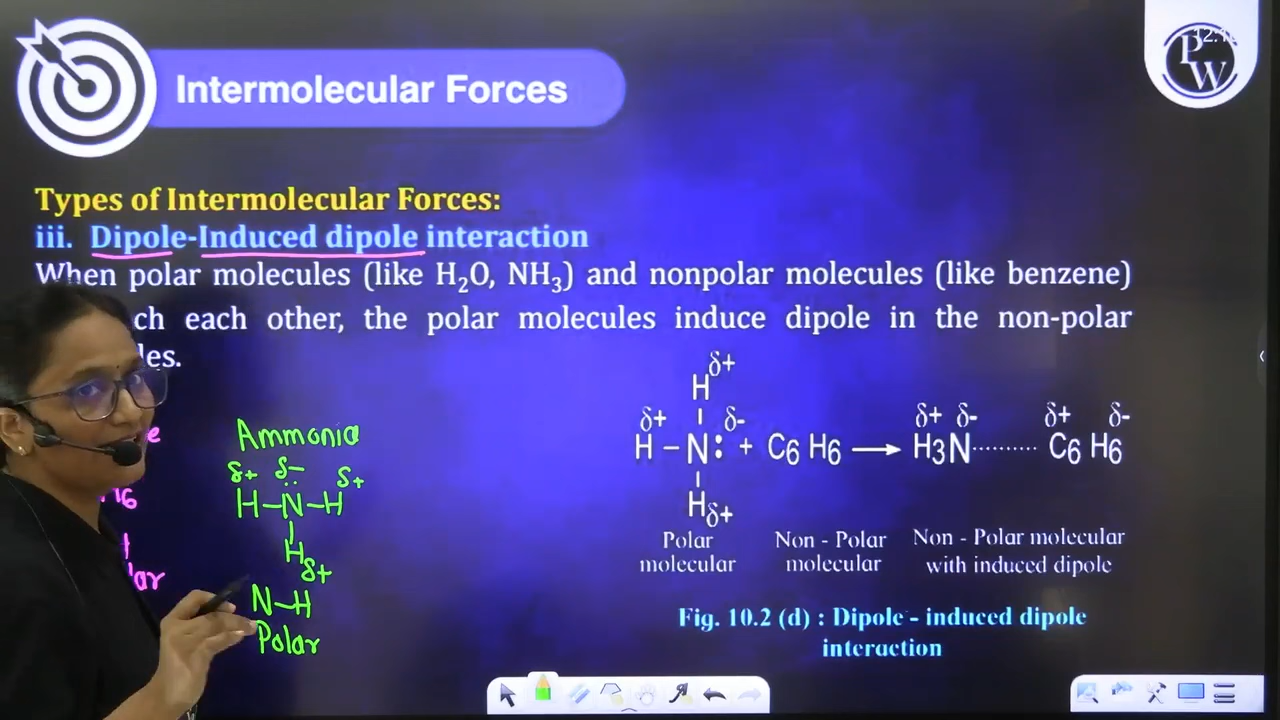 Intermolecular Forces
PW
Types of Intermolecular Forces:
iii. Dipole-Induced dipole interaction
When polar molecules (like H₂O, NH₃) and nonpolar molecules (like benzene)
ch each other, the polar molecules induce dipole in the non-polar
les.
Ammonia
δ+ δ- δ+
H-N̈-H
H δ+
N-H
Polar
H δ+
δ+ δ-
H – N: + C6 H6 ⟶ H3N .......... C6 H6
δ+ δ- δ+ δ-
H δ+
Polar molecular
Non - Polar molecular
Non - Polar molecular with induced dipole
Fig. 10.2 (d) : Dipole - induced dipole
interaction